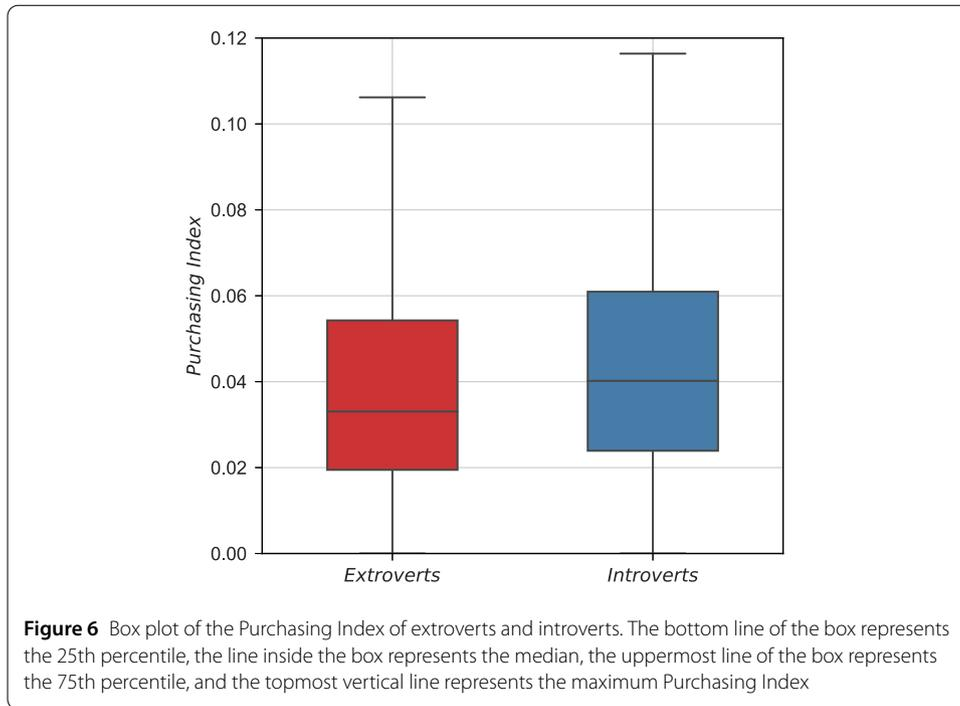 0.12
0.10
0.08
0.06
0.04
0.02
0.00
Purchasing Index
Extroverts Introverts
Figure 6 Box plot of the Purchasing Index of extroverts and introverts. The bottom line of the box represents
the 25th percentile, the line inside the box represents the median, the uppermost line of the box represents
the 75th percentile, and the topmost vertical line represents the maximum Purchasing Index